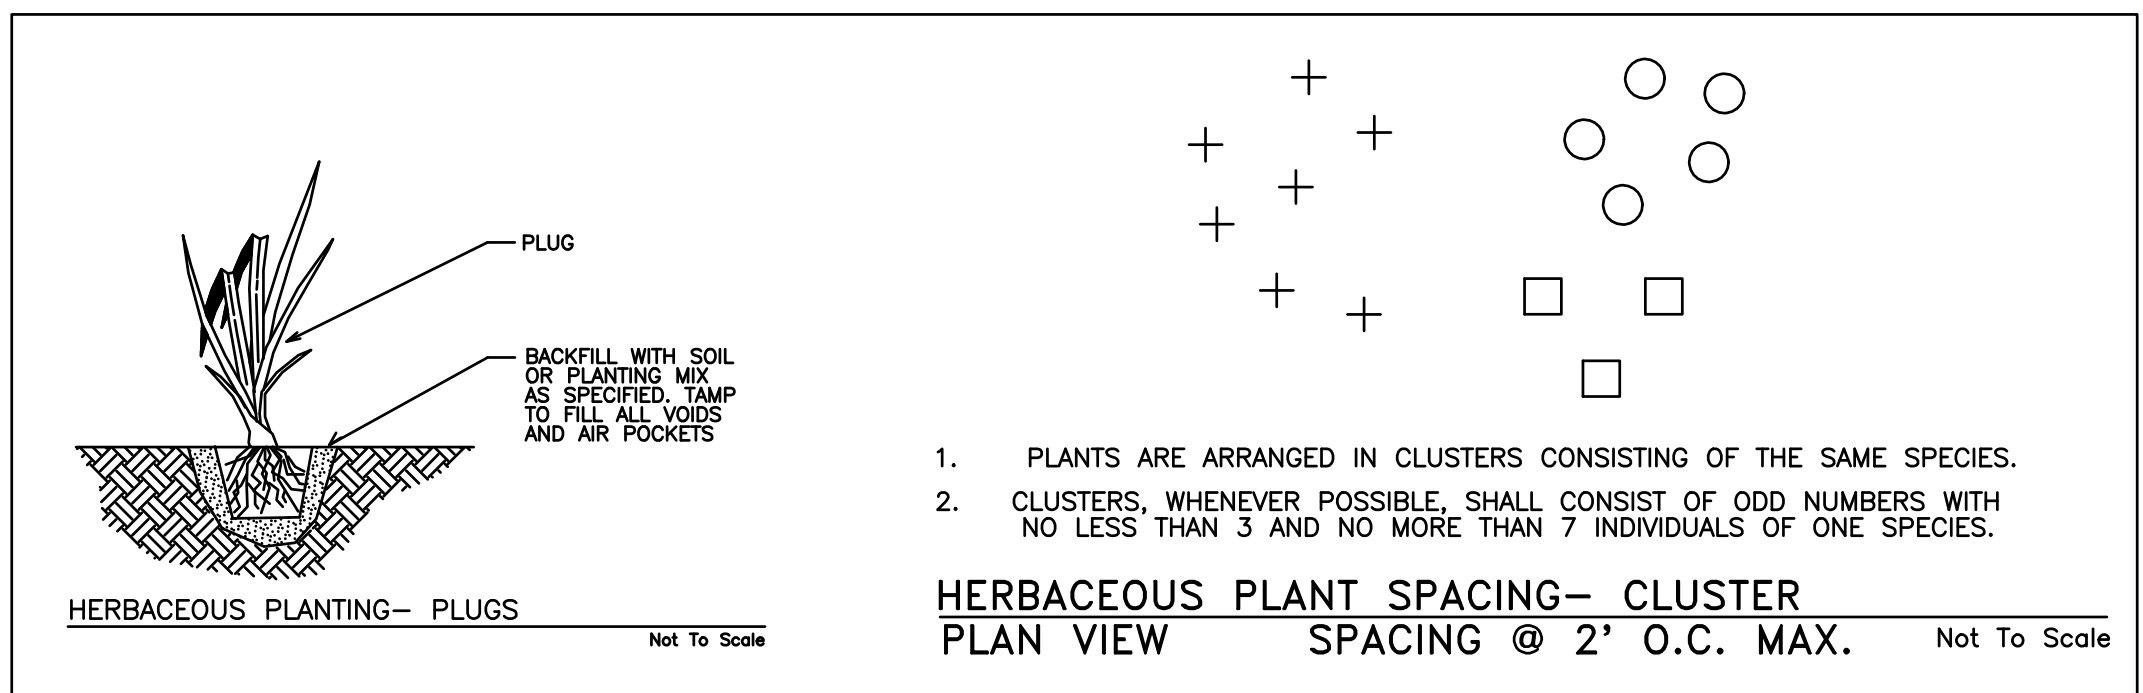 PLUG
BACKFILL WITH SOIL
OR PLANTING MIX
AS SPECIFIED. TAMP
TO FILL ALL VOIDS
AND AIR POCKETS
HERBACEOUS PLANTING– PLUGS
Not To Scale
1. PLANTS ARE ARRANGED IN CLUSTERS CONSISTING OF THE SAME SPECIES.
2. CLUSTERS, WHENEVER POSSIBLE, SHALL CONSIST OF ODD NUMBERS WITH
NO LESS THAN 3 AND NO MORE THAN 7 INDIVIDUALS OF ONE SPECIES.
HERBACEOUS PLANT SPACING– CLUSTER
PLAN VIEW SPACING @ 2' O.C. MAX. Not To Scale